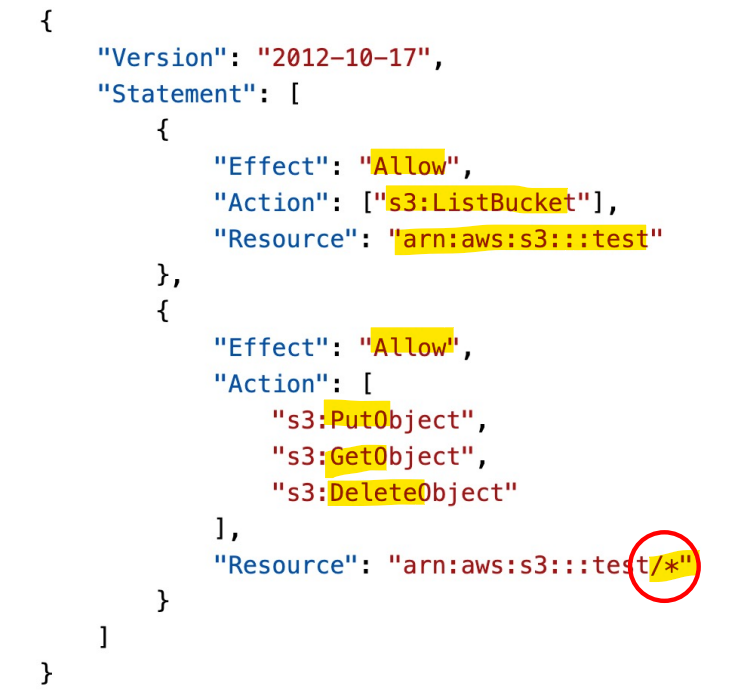 {
"Version": "2012-10-17",
"Statement": [
{
"Effect": "Allow",
"Action": ["s3:ListBucket"],
"Resource": "arn:aws:s3:::test"
},
{
"Effect": "Allow",
"Action": [
"s3:PutObject",
"s3:GetObject",
"s3:DeleteObject"
],
"Resource": "arn:aws:s3:::test/*"
}
]
}